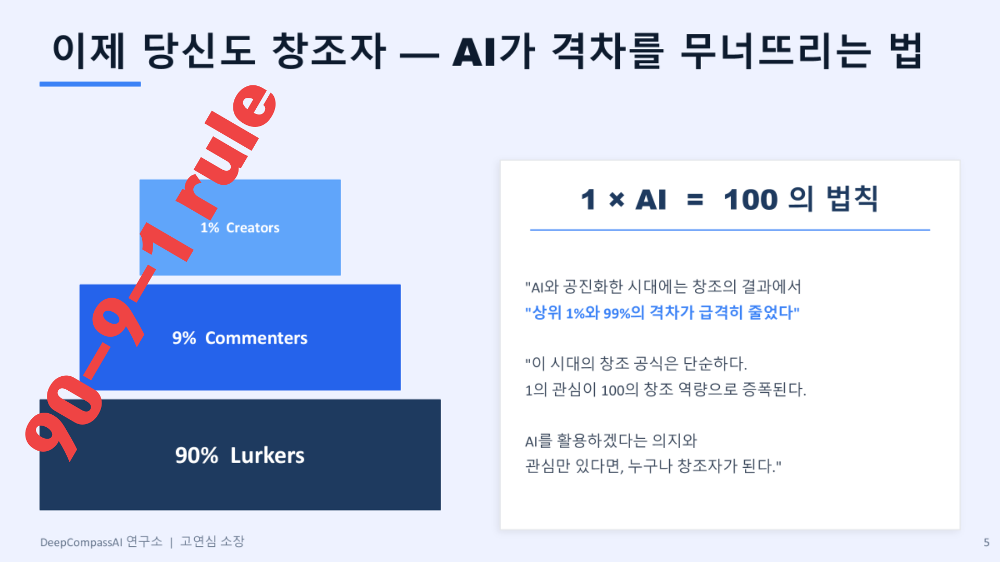 이제 당신도 창조자 — AI가 격차를 무너뜨리는 법
90–9–1 rule
1% Creators
9% Commenters
90% Lurkers
1 × AI = 100 의 법칙
"AI와 공진화한 시대에는 창조의 결과에서
"상위 1%와 99%의 격차가 급격히 줄었다"
"이 시대의 창조 공식은 단순하다.
1의 관심이 100의 창조 역량으로 증폭된다.
AI를 활용하겠다는 의지와
관심만 있다면, 누구나 창조자가 된다."
DeepCompassAI 연구소 | 고연심 소장
5